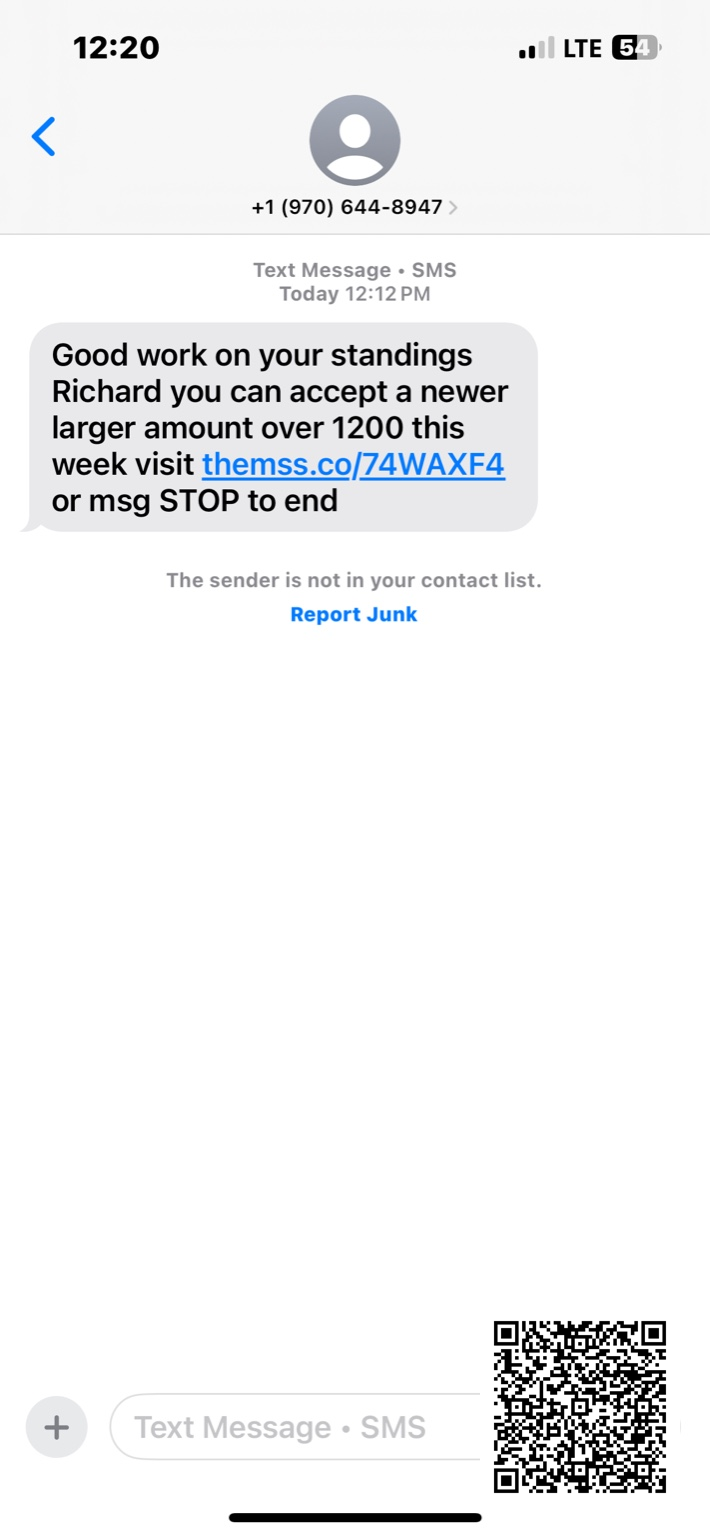 12:20
LTE 54
+1 (970) 644-8947
Text Message • SMS
Today 12:12 PM
Good work on your standings
Richard you can accept a newer
larger amount over 1200 this
week visit themss.co/74WAXF4
or msg STOP to end
The sender is not in your contact list.
Report Junk
Text Message • SMS